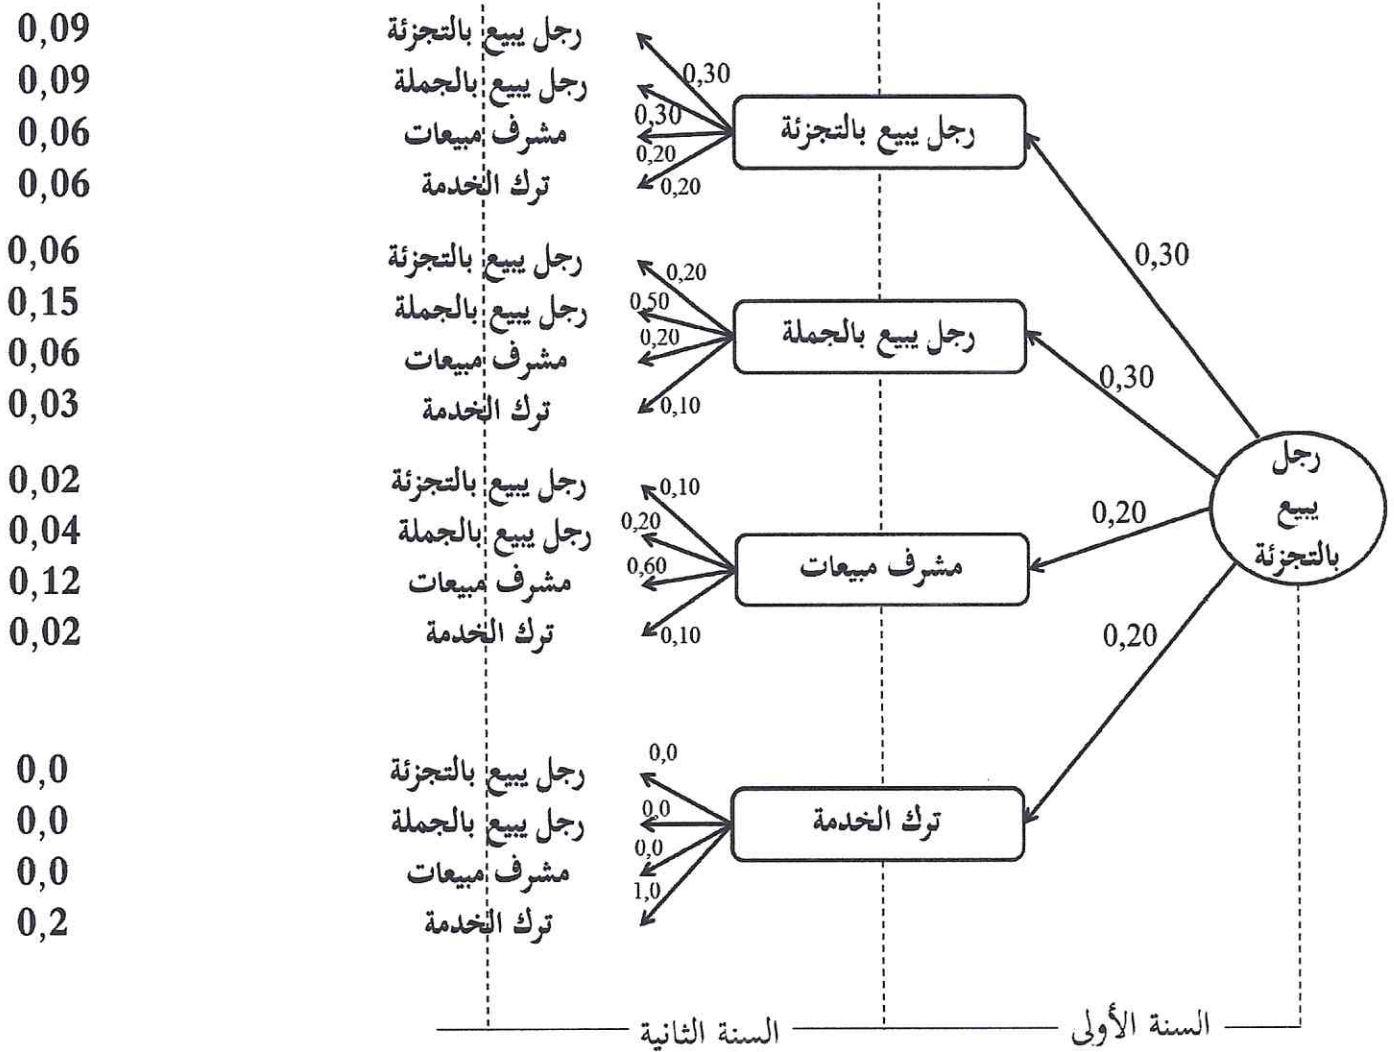 رجل يبيع بالتجزئة
0,30
رجل يبيع بالتجزئة
0,30 رجل يبيع بالتجزئة 0,09
0,30 رجل يبيع بالجملة 0,09
0,20 مشرف مبيعات 0,06
0,20 ترك الخدمة 0,06
0,30
رجل يبيع بالجملة
0,20 رجل يبيع بالتجزئة 0,06
0,50 رجل يبيع بالجملة 0,15
0,20 مشرف مبيعات 0,06
0,10 ترك الخدمة 0,03
0,20
مشرف مبيعات
0,10 رجل يبيع بالتجزئة 0,02
0,20 رجل يبيع بالجملة 0,04
0,60 مشرف مبيعات 0,12
0,10 ترك الخدمة 0,02
0,20
ترك الخدمة
0,0 رجل يبيع بالتجزئة 0,0
0,0 رجل يبيع بالجملة 0,0
0,0 مشرف مبيعات 0,0
1,0 ترك الخدمة 0,2
السنة الأولى
السنة الثانية